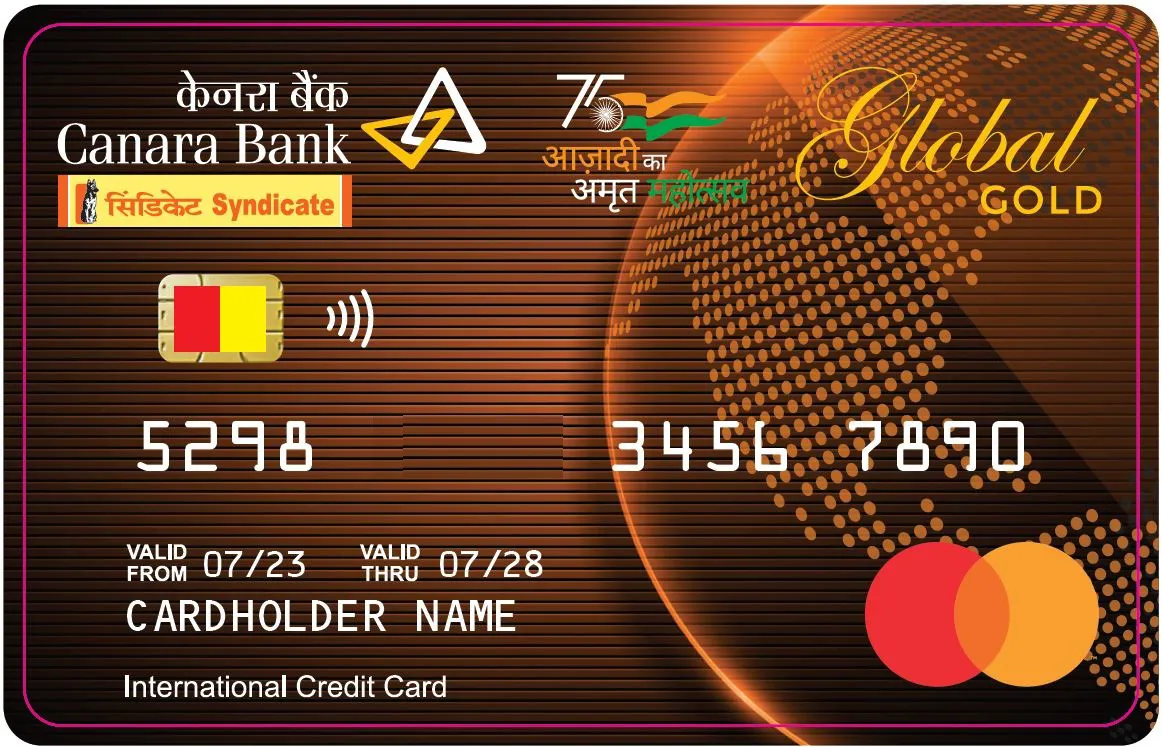 केनरा बैंक
Canara Bank
सिंडिकेट Syndicate
75
आज़ादी का
अमृत महोत्सव
Global
GOLD
5298 3456 7890
VALID FROM 07/23 VALID THRU 07/28
CARDHOLDER NAME
International Credit Card